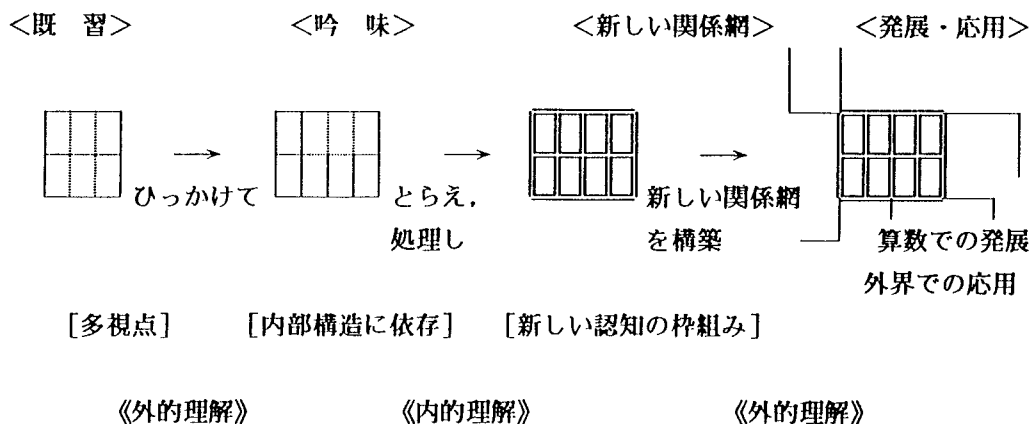 ＜既　習＞　＜吟　味＞　＜新しい関係網＞　＜発展・応用＞
ひっかけて　とらえ，　新しい関係網
処理し　を構築　算数での発展
外界での応用
［多視点］　［内部構造に依存］　［新しい認知の枠組み］
《外的理解》　《内的理解》　《外的理解》